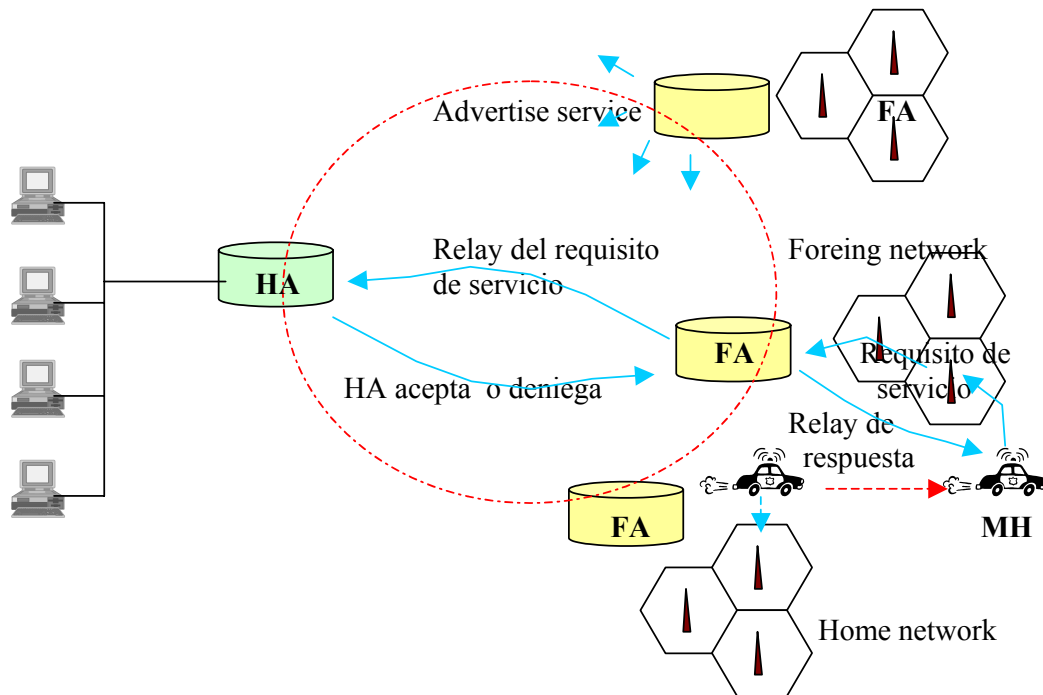 Advertise service
FA
Relay del requisito
de servicio
Foreing network
HA
FA
Requisito de
servicio
HA acepta o deniega
Relay de
respuesta
FA
MH
Home network